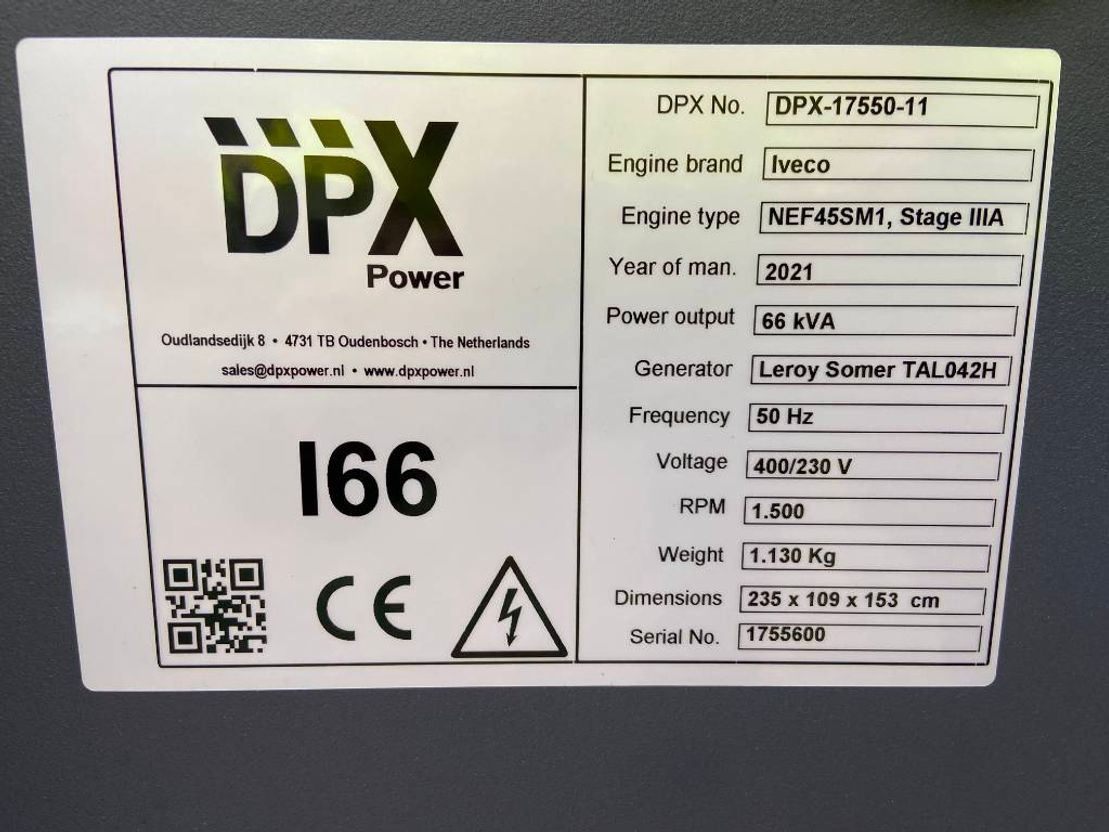 DPX
Power
Oudlandsedijk 8 • 4731 TB Oudenbosch • The Netherlands
sales@dpxpower.nl • www.dpxpower.nl
I66
CE
DPX No. DPX-17550-11
Engine brand Iveco
Engine type NEF45SM1, Stage IIIA
Year of man. 2021
Power output 66 kVA
Generator Leroy Somer TAL042H
Frequency 50 Hz
Voltage 400/230 V
RPM 1.500
Weight 1.130 Kg
Dimensions 235 x 109 x 153 cm
Serial No. 1755600